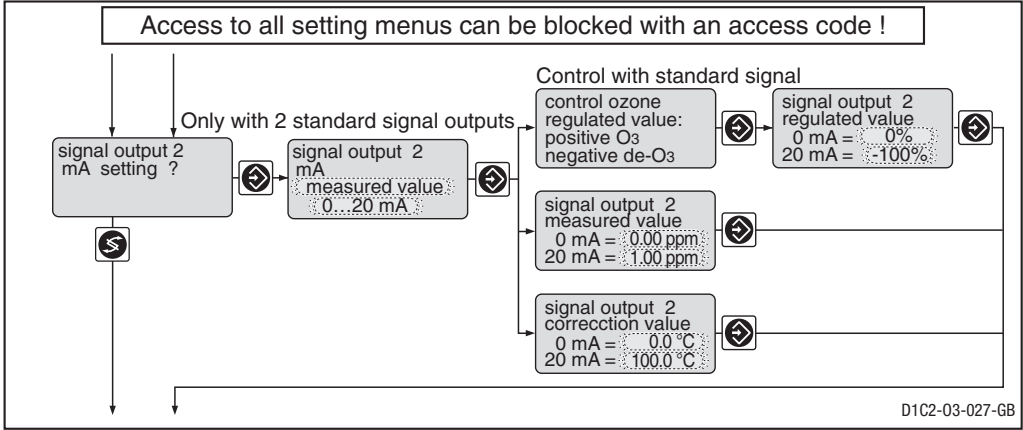 Access to all setting menus can be blocked with an access code !
Control with standard signal
Only with 2 standard signal outputs
signal output 2
mA setting ?
signal output 2
mA
measured value
0...20 mA
control ozone
regulated value:
positive O3
negative de-O3
signal output 2
regulated value
0 mA = 0%
20 mA = -100%
signal output 2
measured value
0 mA = 0.00 ppm
20 mA = 1.00 ppm
signal output 2
correcction value
0 mA = 0.0 °C
20 mA = 100.0 °C
D1C2-03-027-GB